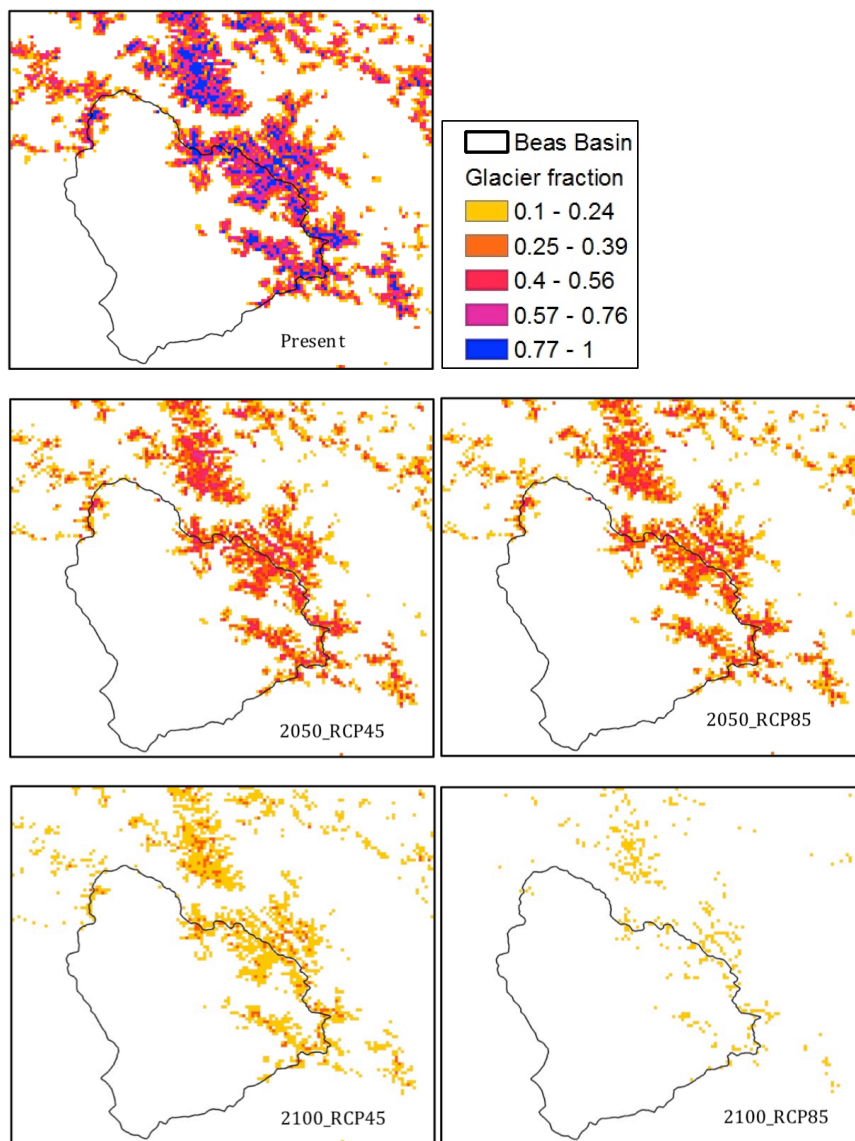 Present
Beas Basin
Glacier fraction
0.1 - 0.24
0.25 - 0.39
0.4 - 0.56
0.57 - 0.76
0.77 - 1
2050_RCP45
2050_RCP85
2100_RCP45
2100_RCP85